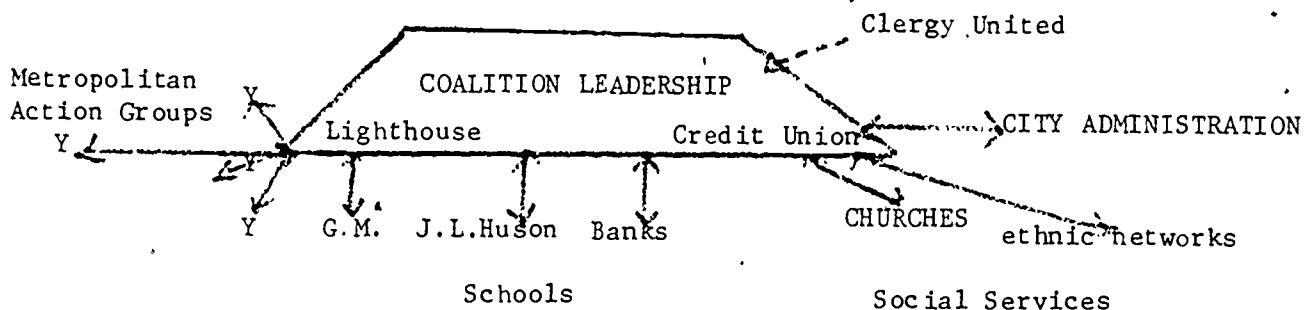 Clergy United
Metropolitan
Action Groups
COALITION LEADERSHIP
Y
Lighthouse
Credit Union
CITY ADMINISTRATION
Y
Y
Y
G.M.
J.L.Huson
Banks
CHURCHES
ethnic networks
Schools
Social Services